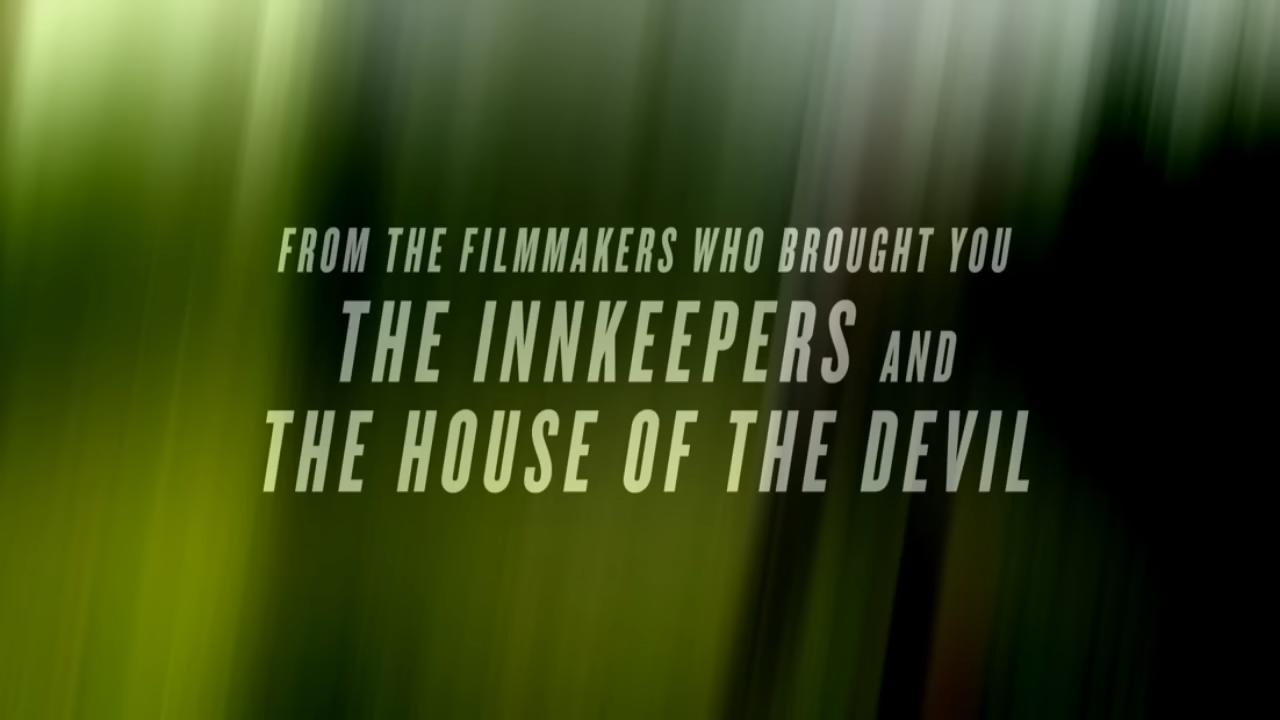 FROM THE FILMMAKERS WHO BROUGHT YOU
THE INNKEEPERS AND
THE HOUSE OF THE DEVIL